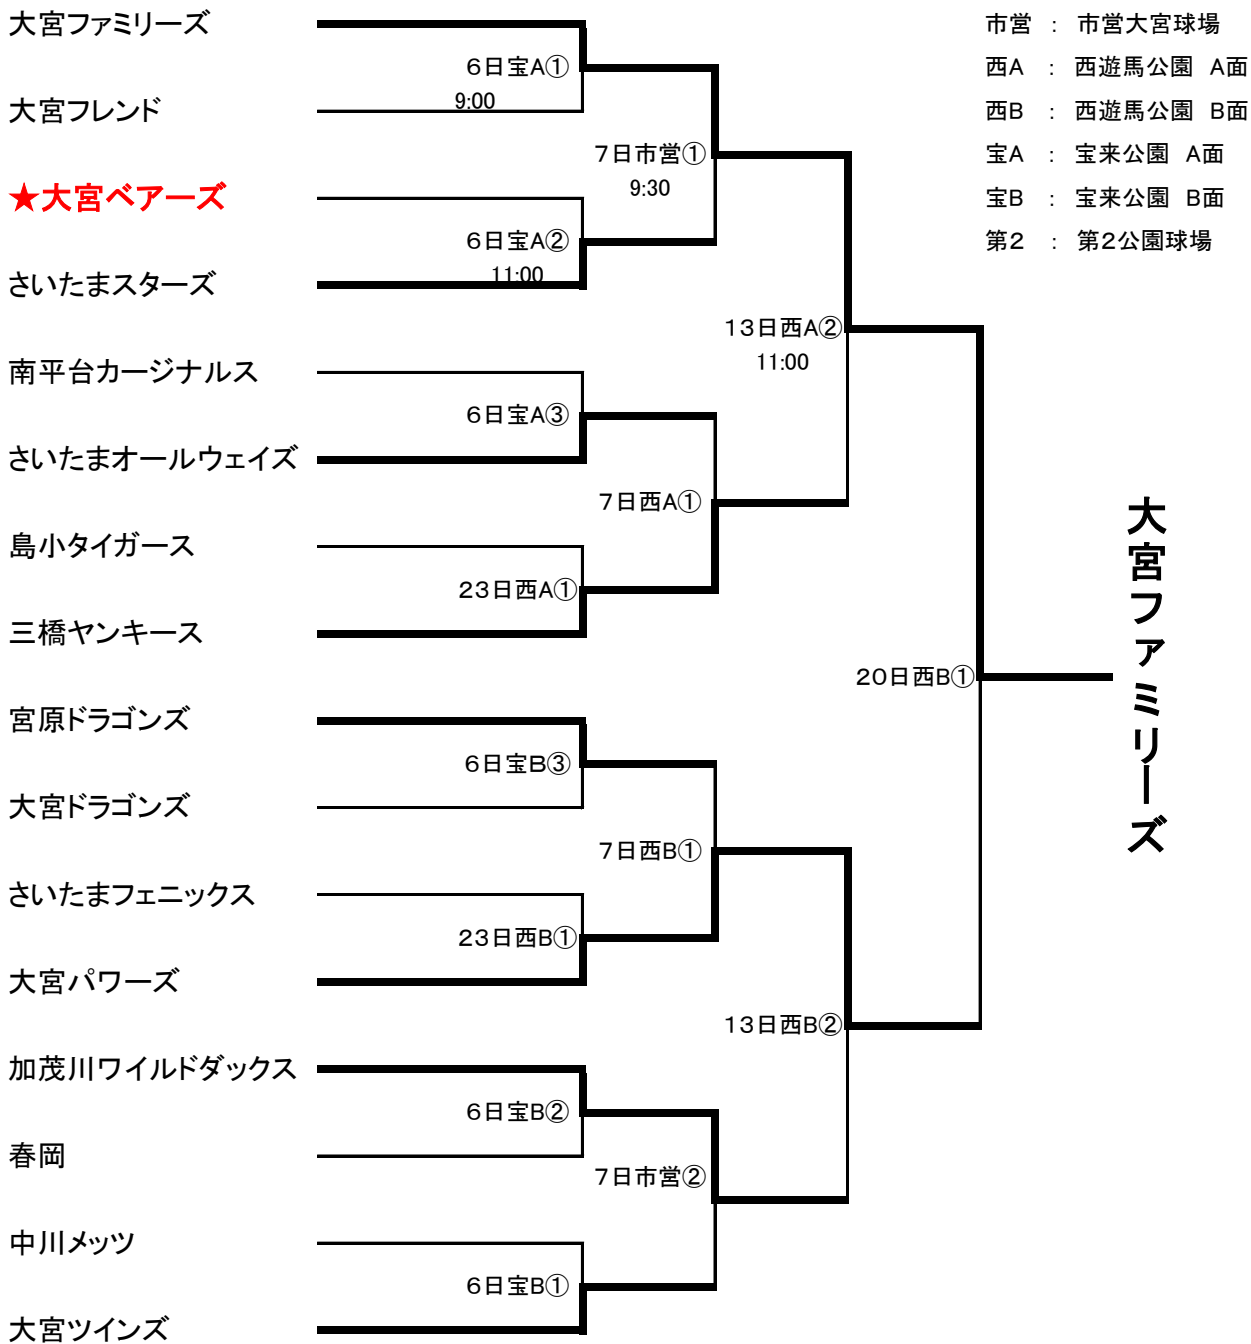 大宮ファミリーズ
市営 : 市営大宮球場
6日宝A①
西A : 西遊馬公園 A面
9:00
大宮フレンド
西B : 西遊馬公園 B面
7日市営①
宝A : 宝来公園 A面
9:30
★大宮ベアーズ
宝B : 宝来公園 B面
6日宝A②
第2 : 第2公園球場
11:00
さいたまスターズ
13日西A②
11:00
南平台カージナルス
6日宝A③
さいたまオールウェイズ
7日西A①
島小タイガース
23日西A①
三橋ヤンキース
20日西B①
大宮ファミリーズ
宮原ドラゴンズ
6日宝B③
大宮ドラゴンズ
7日西B①
さいたまフェニックス
23日西B①
大宮パワーズ
13日西B②
加茂川ワイルドダックス
6日宝B②
春岡
7日市営②
中川メッツ
6日宝B①
大宮ツインズ